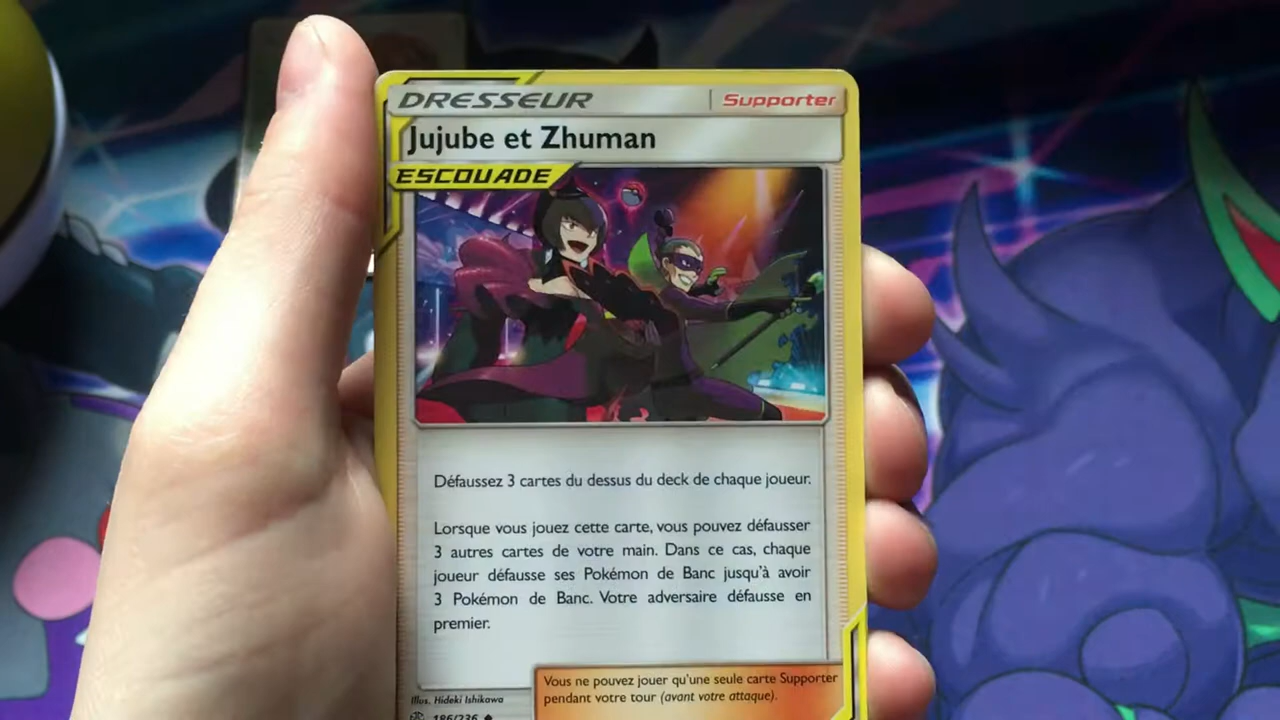 DRESSEUR
Supporter
Jujube et Zhuman
ESCOUADE
Défaussez 3 cartes du dessus du deck de chaque joueur.
Lorsque vous jouez cette carte, vous pouvez défausser
3 autres cartes de votre main. Dans ce cas, chaque
joueur défausse ses Pokémon de Banc jusqu'à avoir
3 Pokémon de Banc. Votre adversaire défausse en
premier.
Vous ne pouvez jouer qu'une seule carte Supporter
pendant votre tour (avant votre attaque).
Illus. Hideki Ishikawa
186/236